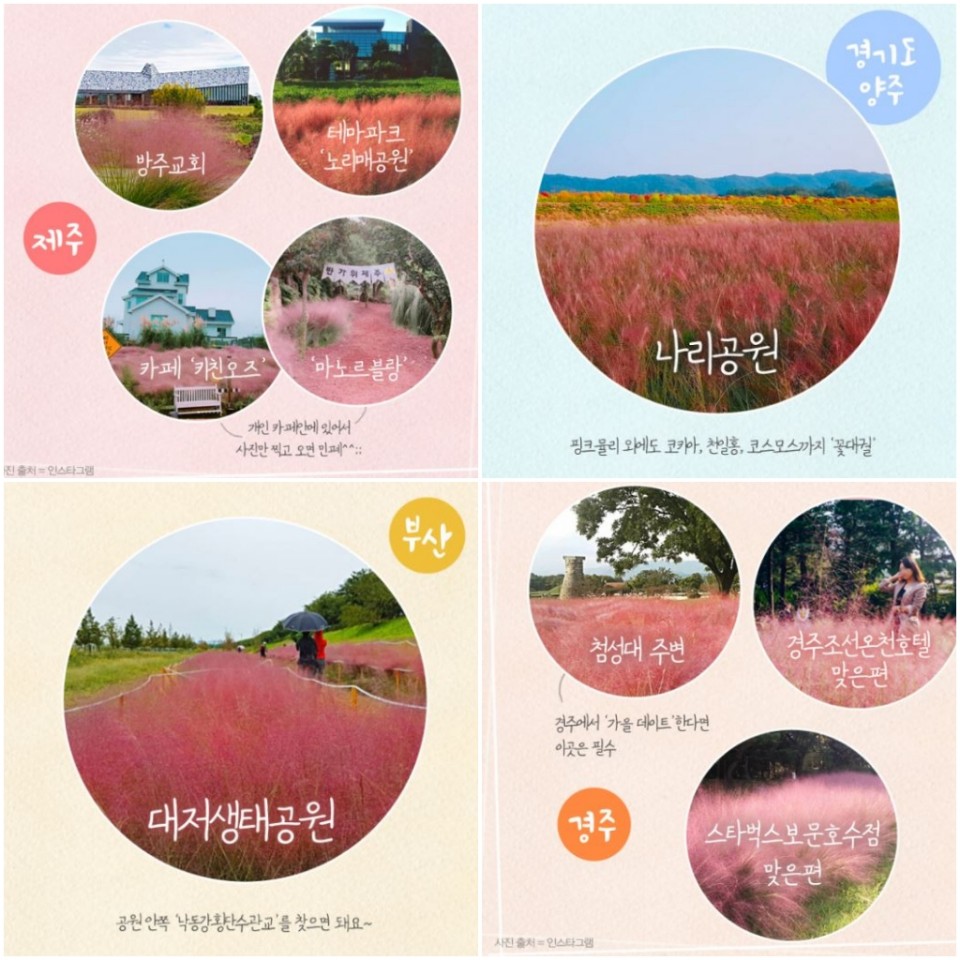 방주교회
테마파크
'노리매공원'
제주
한가위제주
카페 '키친오즈'
'마노르블랑'
개인 카페안에 있어서
사진만 찍고 오면 민폐^^;;
사진 출처 = 인스타그램
경기도
양주
나리공원
핑크뮬리 외에도 코키아, 천일홍, 코스모스까지 '꽃대궐'
부산
대저생태공원
공원 안쪽 '낙동강횡단수관교'를 찾으면 돼요~
첨성대 주변
경주에서 '가을 데이트'한다면
이곳은 필수
경주조선온천호텔
맞은편
경주
스타벅스보문호수점
맞은편
사진 출처 = 인스타그램